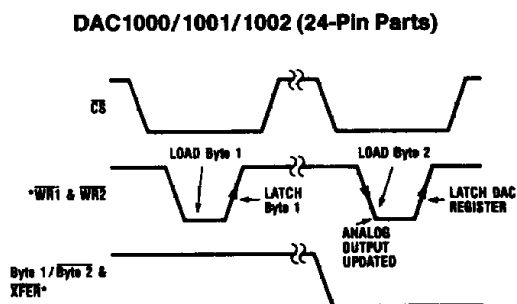 DAC1000/1001/1002 (24-Pin Parts)
CS
LOAD Byte 1
LOAD Byte 2
*WR1 & WR2
LATCH
Byte 1
LATCH DAC
REGISTER
ANALOG
OUTPUT
UPDATED
Byte 1/Byte 2 &
XFER*